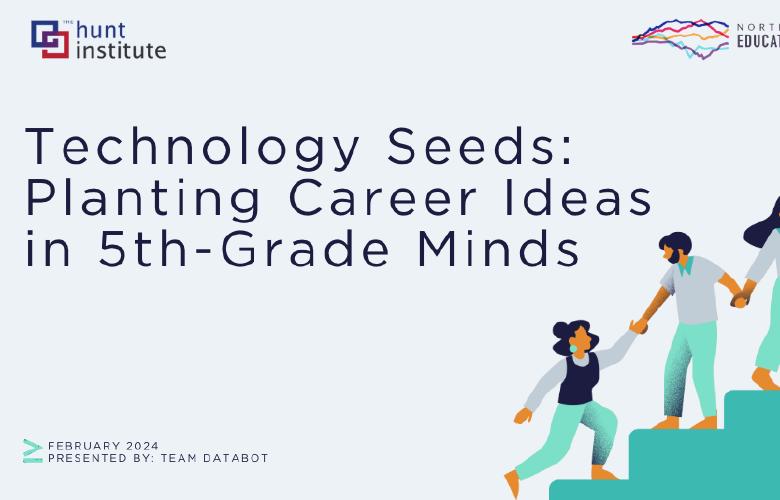 THE
hunt
institute
NORT
EDUCAT
Technology Seeds:
Planting Career Ideas
in 5th-Grade Minds
FEBRUARY 2024
PRESENTED BY: TEAM DATABOT